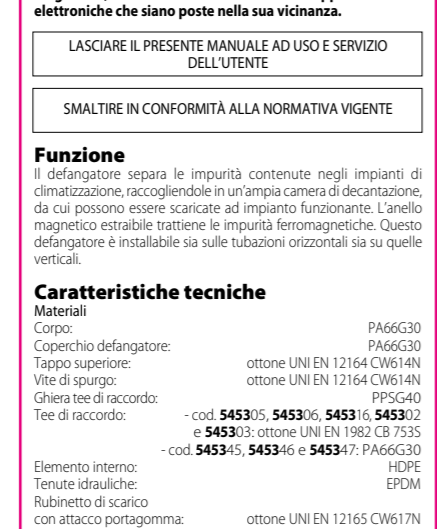 elettroniche che siano poste nella sua vicinanza.
LASCIARE IL PRESENTE MANUALE AD USO E SERVIZIO
DELL'UTENTE
SMALTIRE IN CONFORMITÀ ALLA NORMATIVA VIGENTE
Funzione
Il defangatore separa le impurità contenute negli impianti di
climatizzazione, raccogliendole in un'ampia camera di decantazione,
da cui possono essere scaricate ad impianto funzionante. L'anello
magnetico estraibile trattiene le impurità ferromagnetiche. Questo
defangatore è installabile sia sulle tubazioni orizzontali sia su quelle
verticali.
Caratteristiche tecniche
Materiali
Corpo: PA66G30
Coperchio defangatore: PA66G30
Tappo superiore: ottone UNI EN 12164 CW614N
Vite di spurgo: ottone UNI EN 12164 CW614N
Ghiera tee di raccordo: PPSG40
Tee di raccordo: - cod. 545305, 545306, 545316, 545302
e 545303: ottone UNI EN 1982 CB 753S
- cod. 545345, 545346 e 545347: PA66G30
Elemento interno: HDPE
Tenute idrauliche: EPDM
Rubinetto di scarico
con attacco portagomma: ottone UNI EN 12165 CW617N